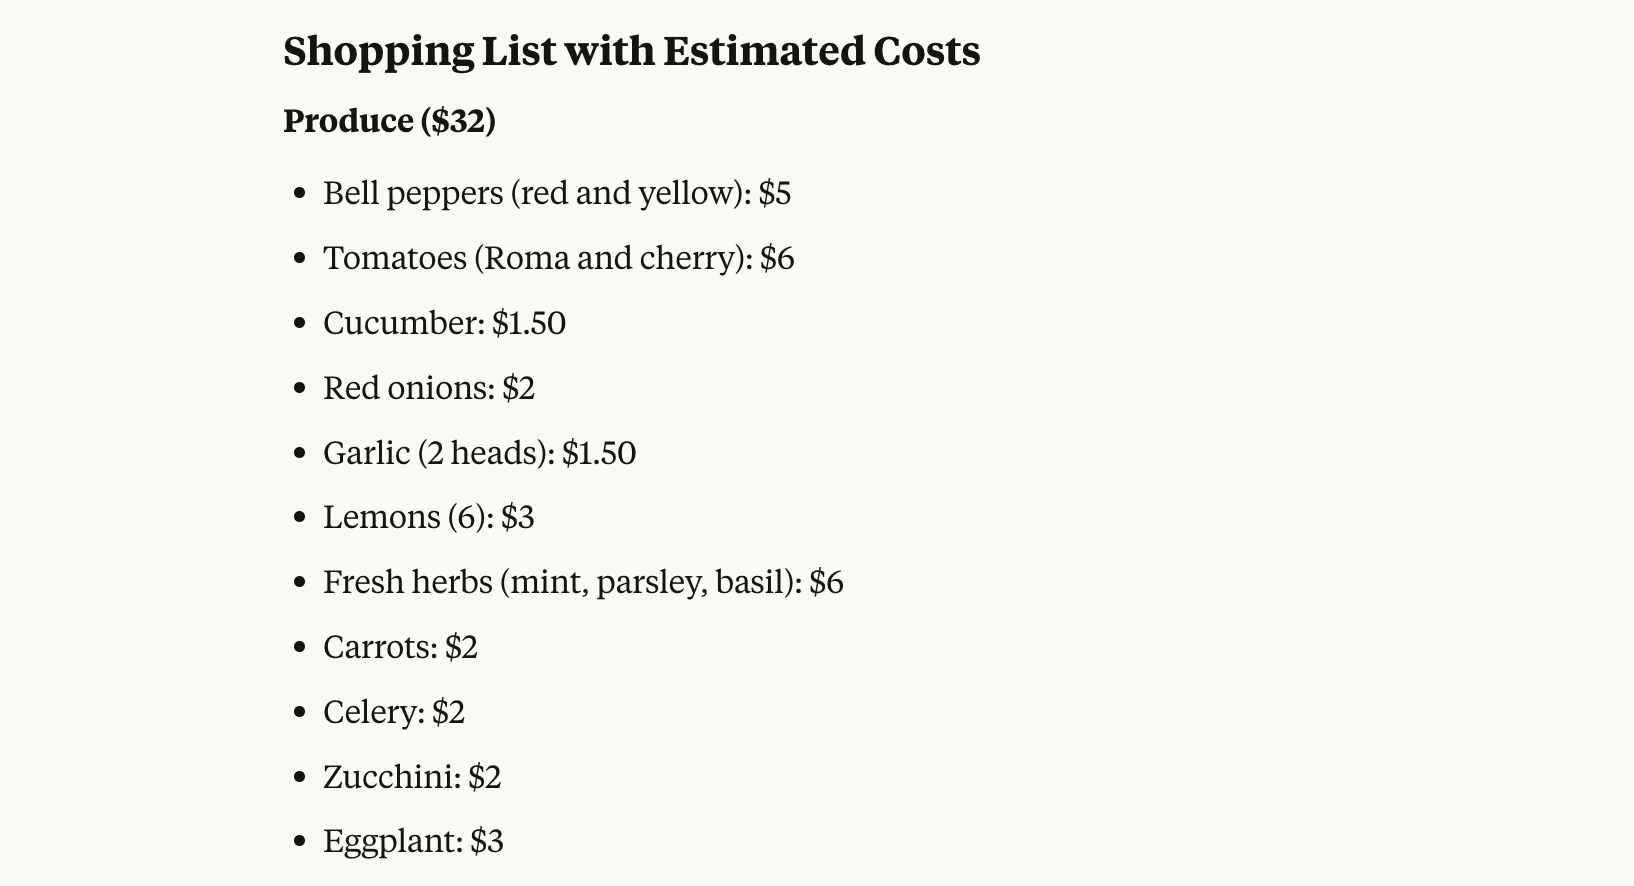 Shopping List with Estimated Costs
Produce ($32)
• Bell peppers (red and yellow): $5
• Tomatoes (Roma and cherry): $6
• Cucumber: $1.50
• Red onions: $2
• Garlic (2 heads): $1.50
• Lemons (6): $3
• Fresh herbs (mint, parsley, basil): $6
• Carrots: $2
• Celery: $2
• Zucchini: $2
• Eggplant: $3